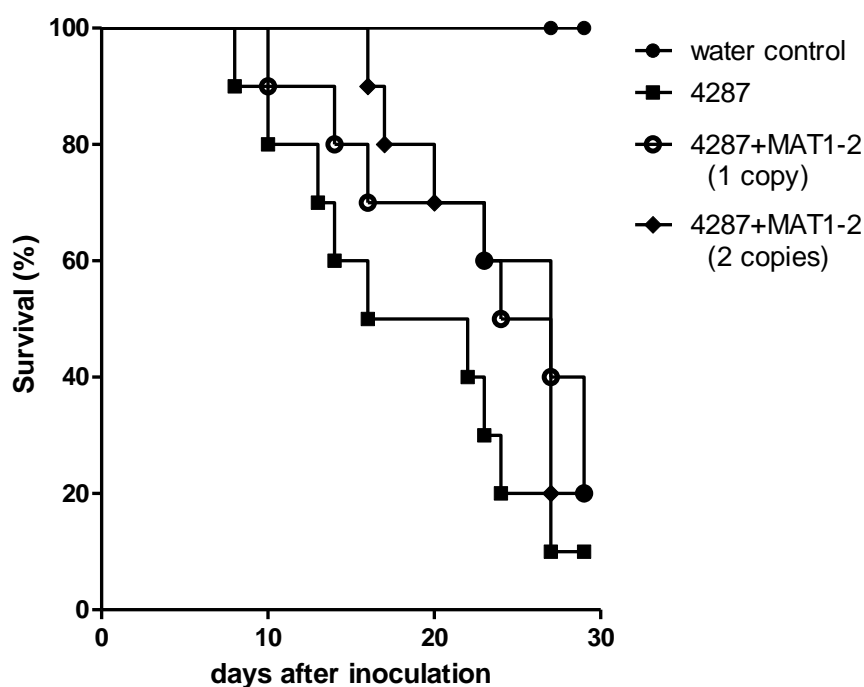 100
80
60
40
20
0
Survival (%)
0 10 20 30
days after inoculation
water control
4287
4287+MAT1-2
(1 copy)
4287+MAT1-2
(2 copies)